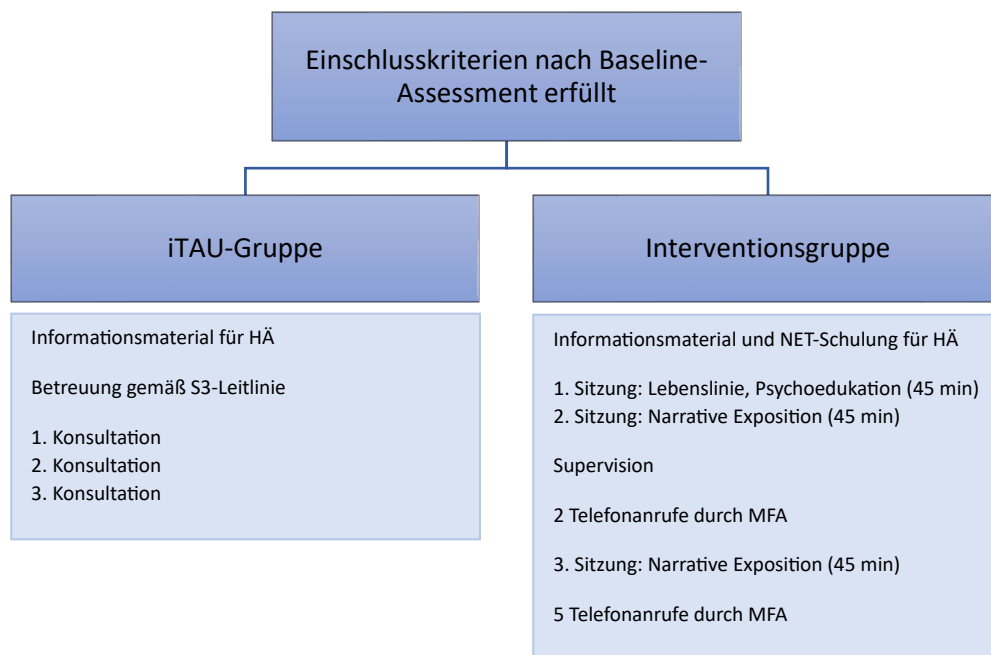 Einschlusskriterien nach Baseline-
Assessment erfüllt
iTAU-Gruppe
Informationsmaterial für HÄ
Betreuung gemäß S3-Leitlinie
1. Konsultation
2. Konsultation
3. Konsultation
Interventionsgruppe
Informationsmaterial und NET-Schulung für HÄ
1. Sitzung: Lebenslinie, Psychoedukation (45 min)
2. Sitzung: Narrative Exposition (45 min)
Supervision
2 Telefonanrufe durch MFA
3. Sitzung: Narrative Exposition (45 min)
5 Telefonanrufe durch MFA